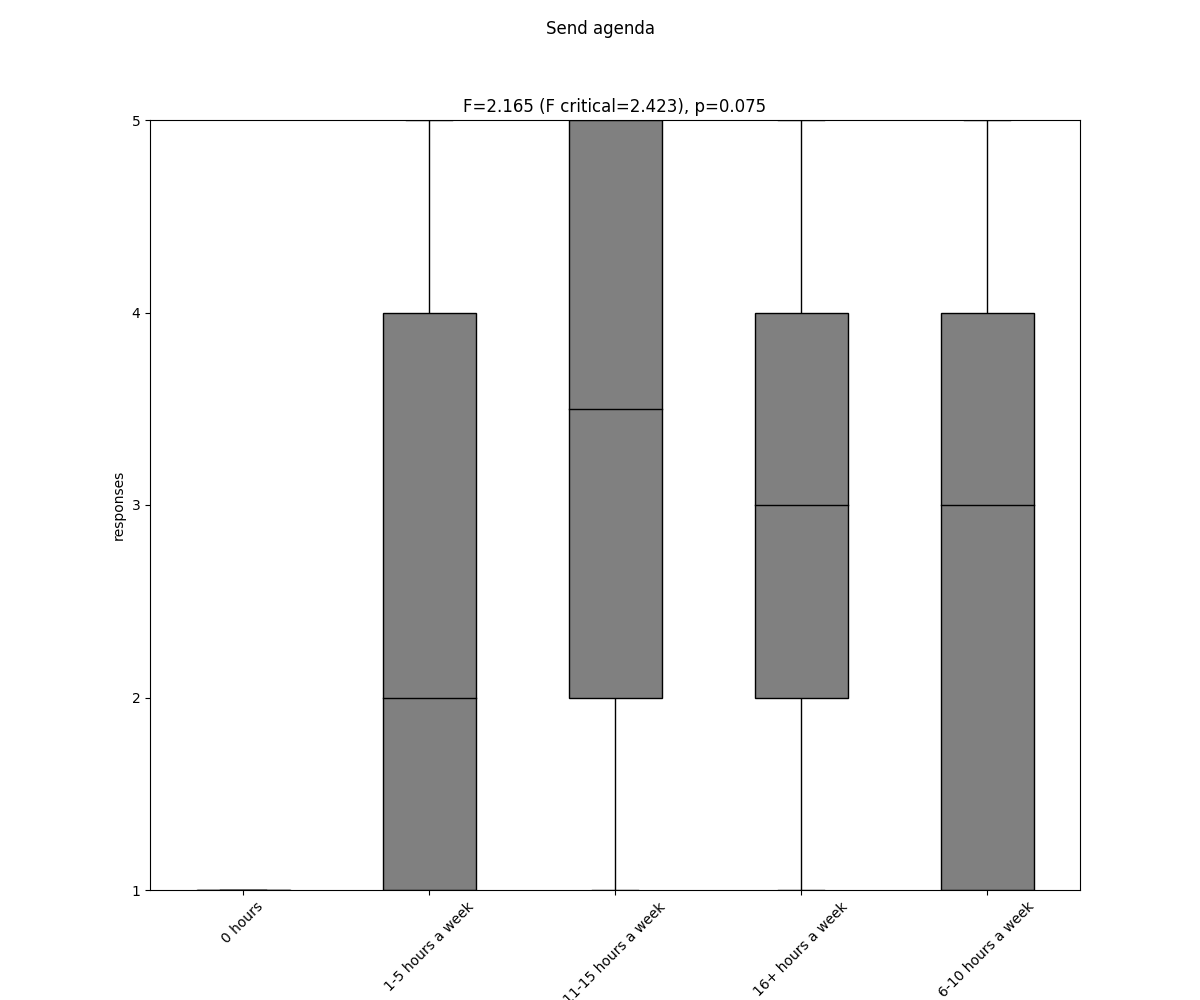 Send agenda
F=2.165 (F critical=2.423), p=0.075
5
4
3
2
1
responses
0 hours
1-5 hours a week
11-15 hours a week
16+ hours a week
6-10 hours a week